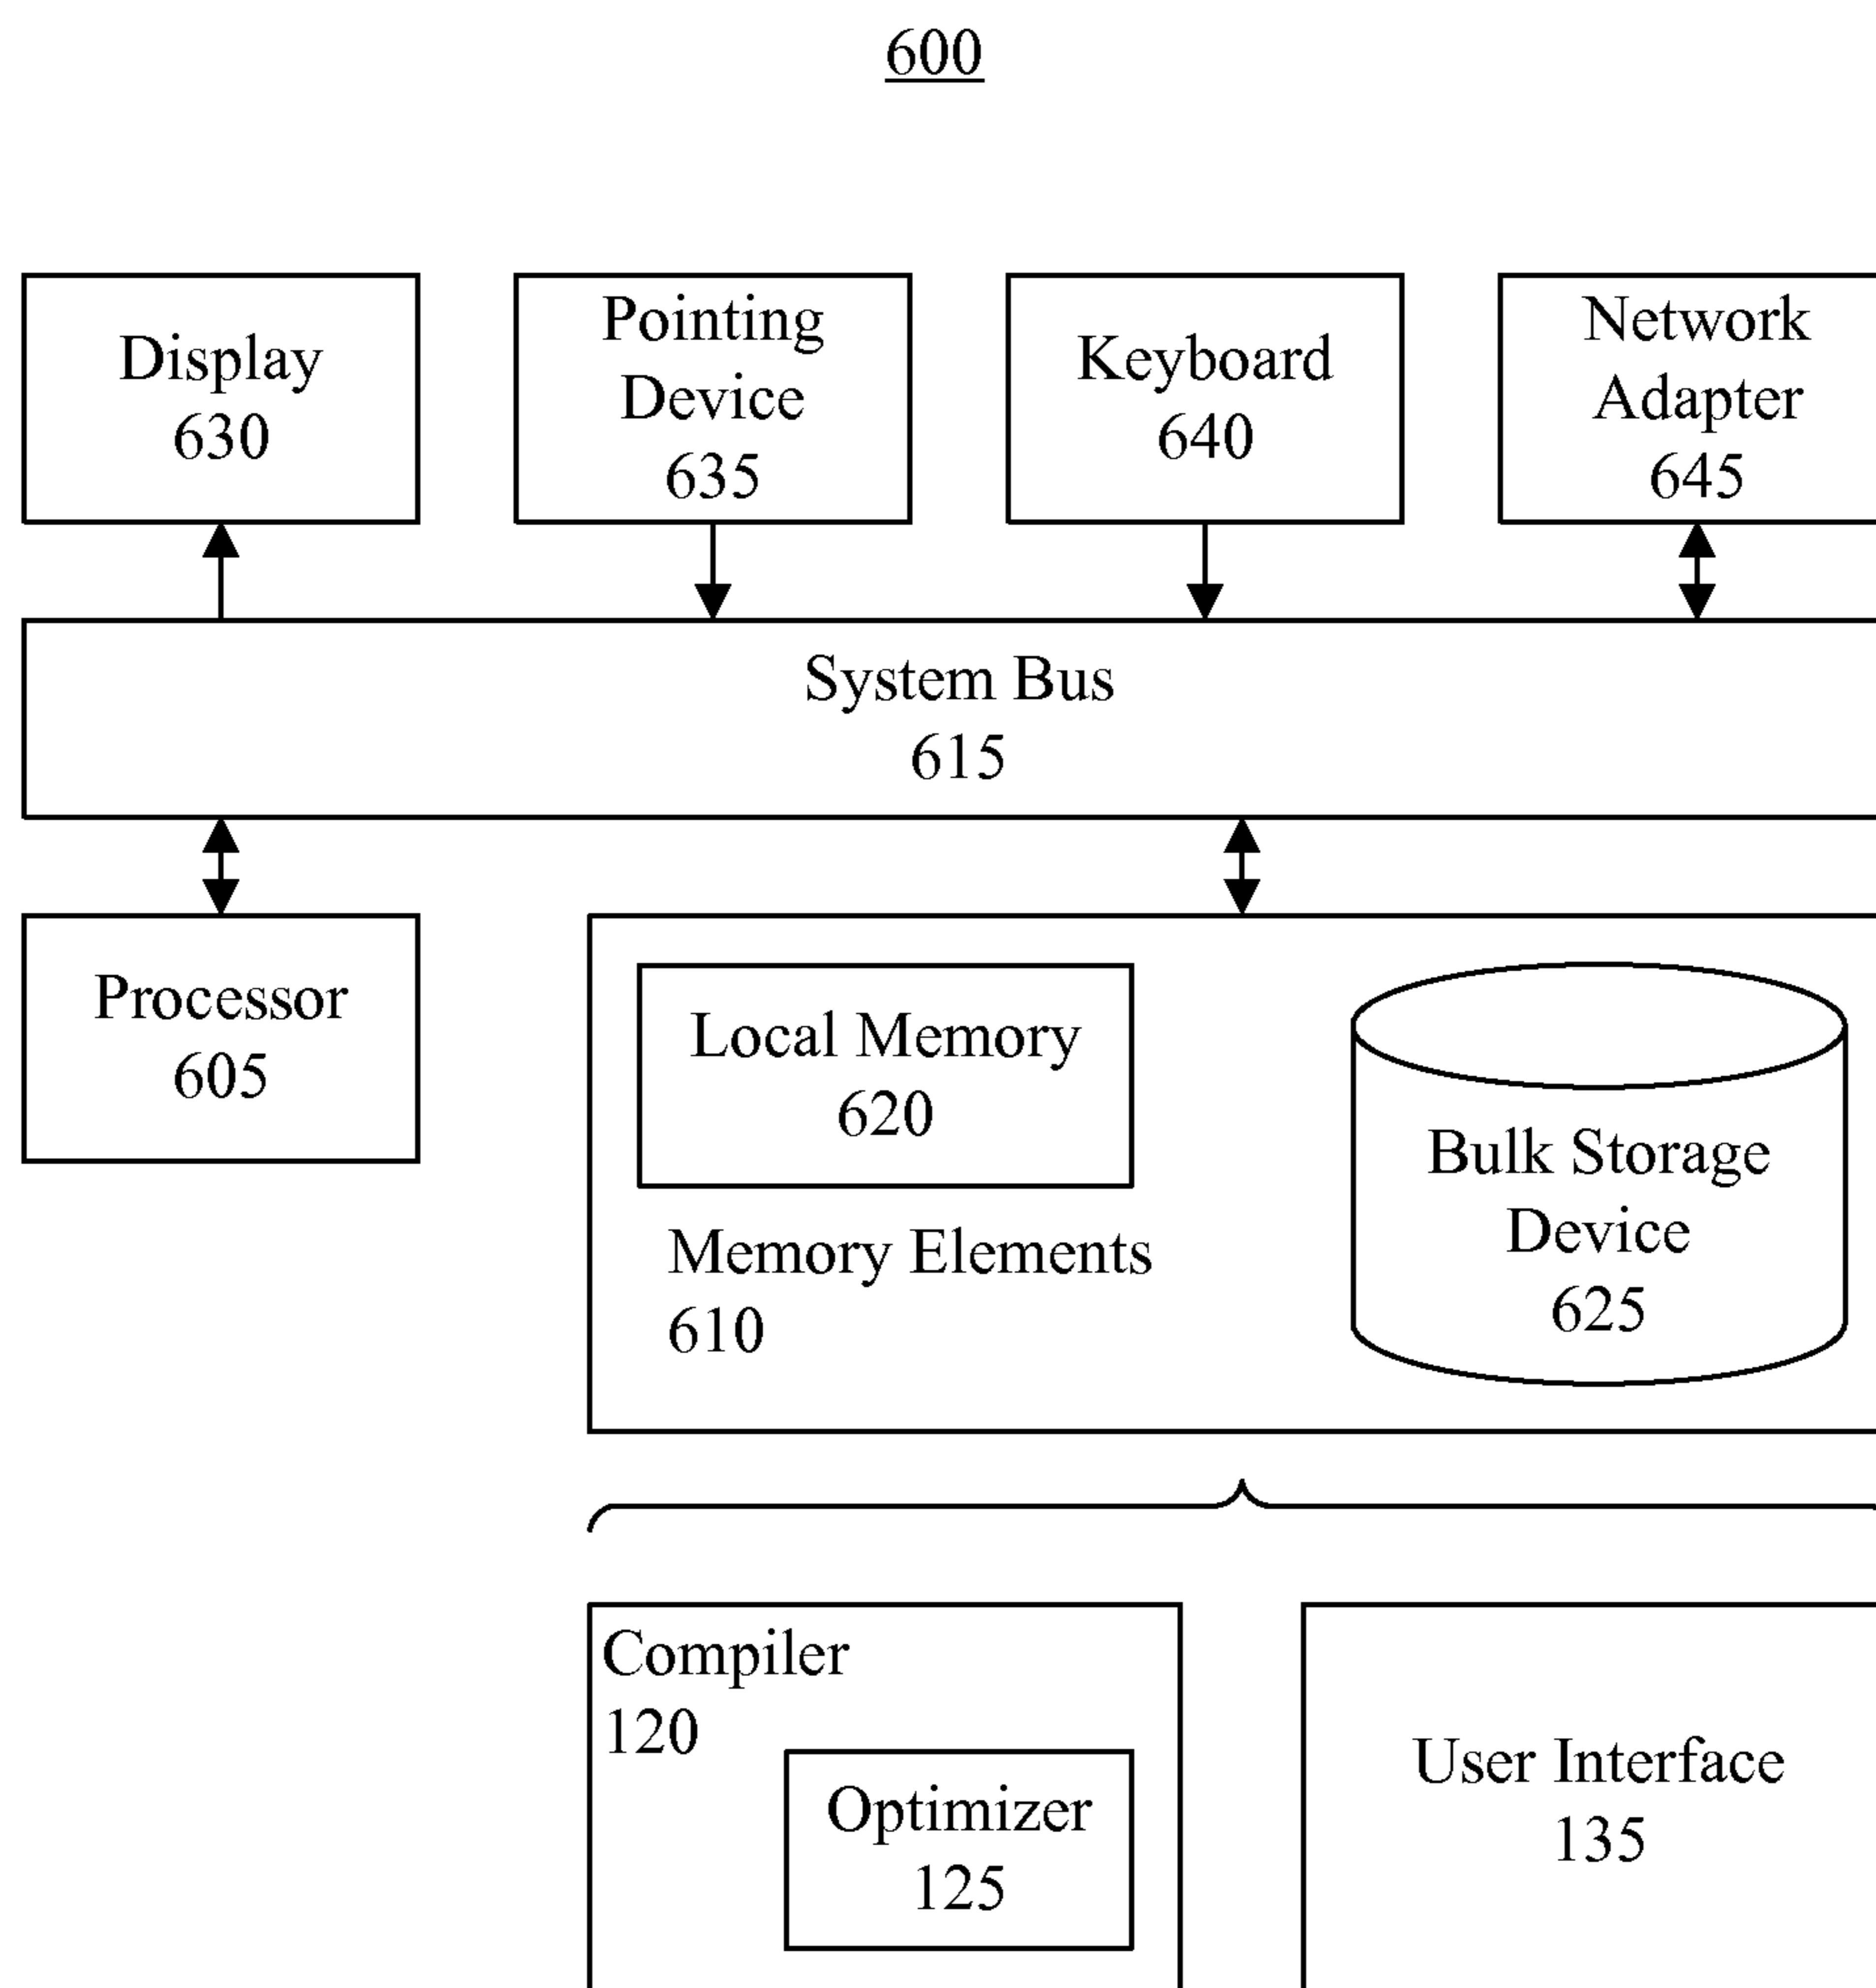 600
Display
630
Pointing
Device
635
Keyboard
640
Network
Adapter
645
System Bus
615
Processor
605
Local Memory
620
Memory Elements
610
Bulk Storage
Device
625
Compiler
120
Optimizer
125
User Interface
135